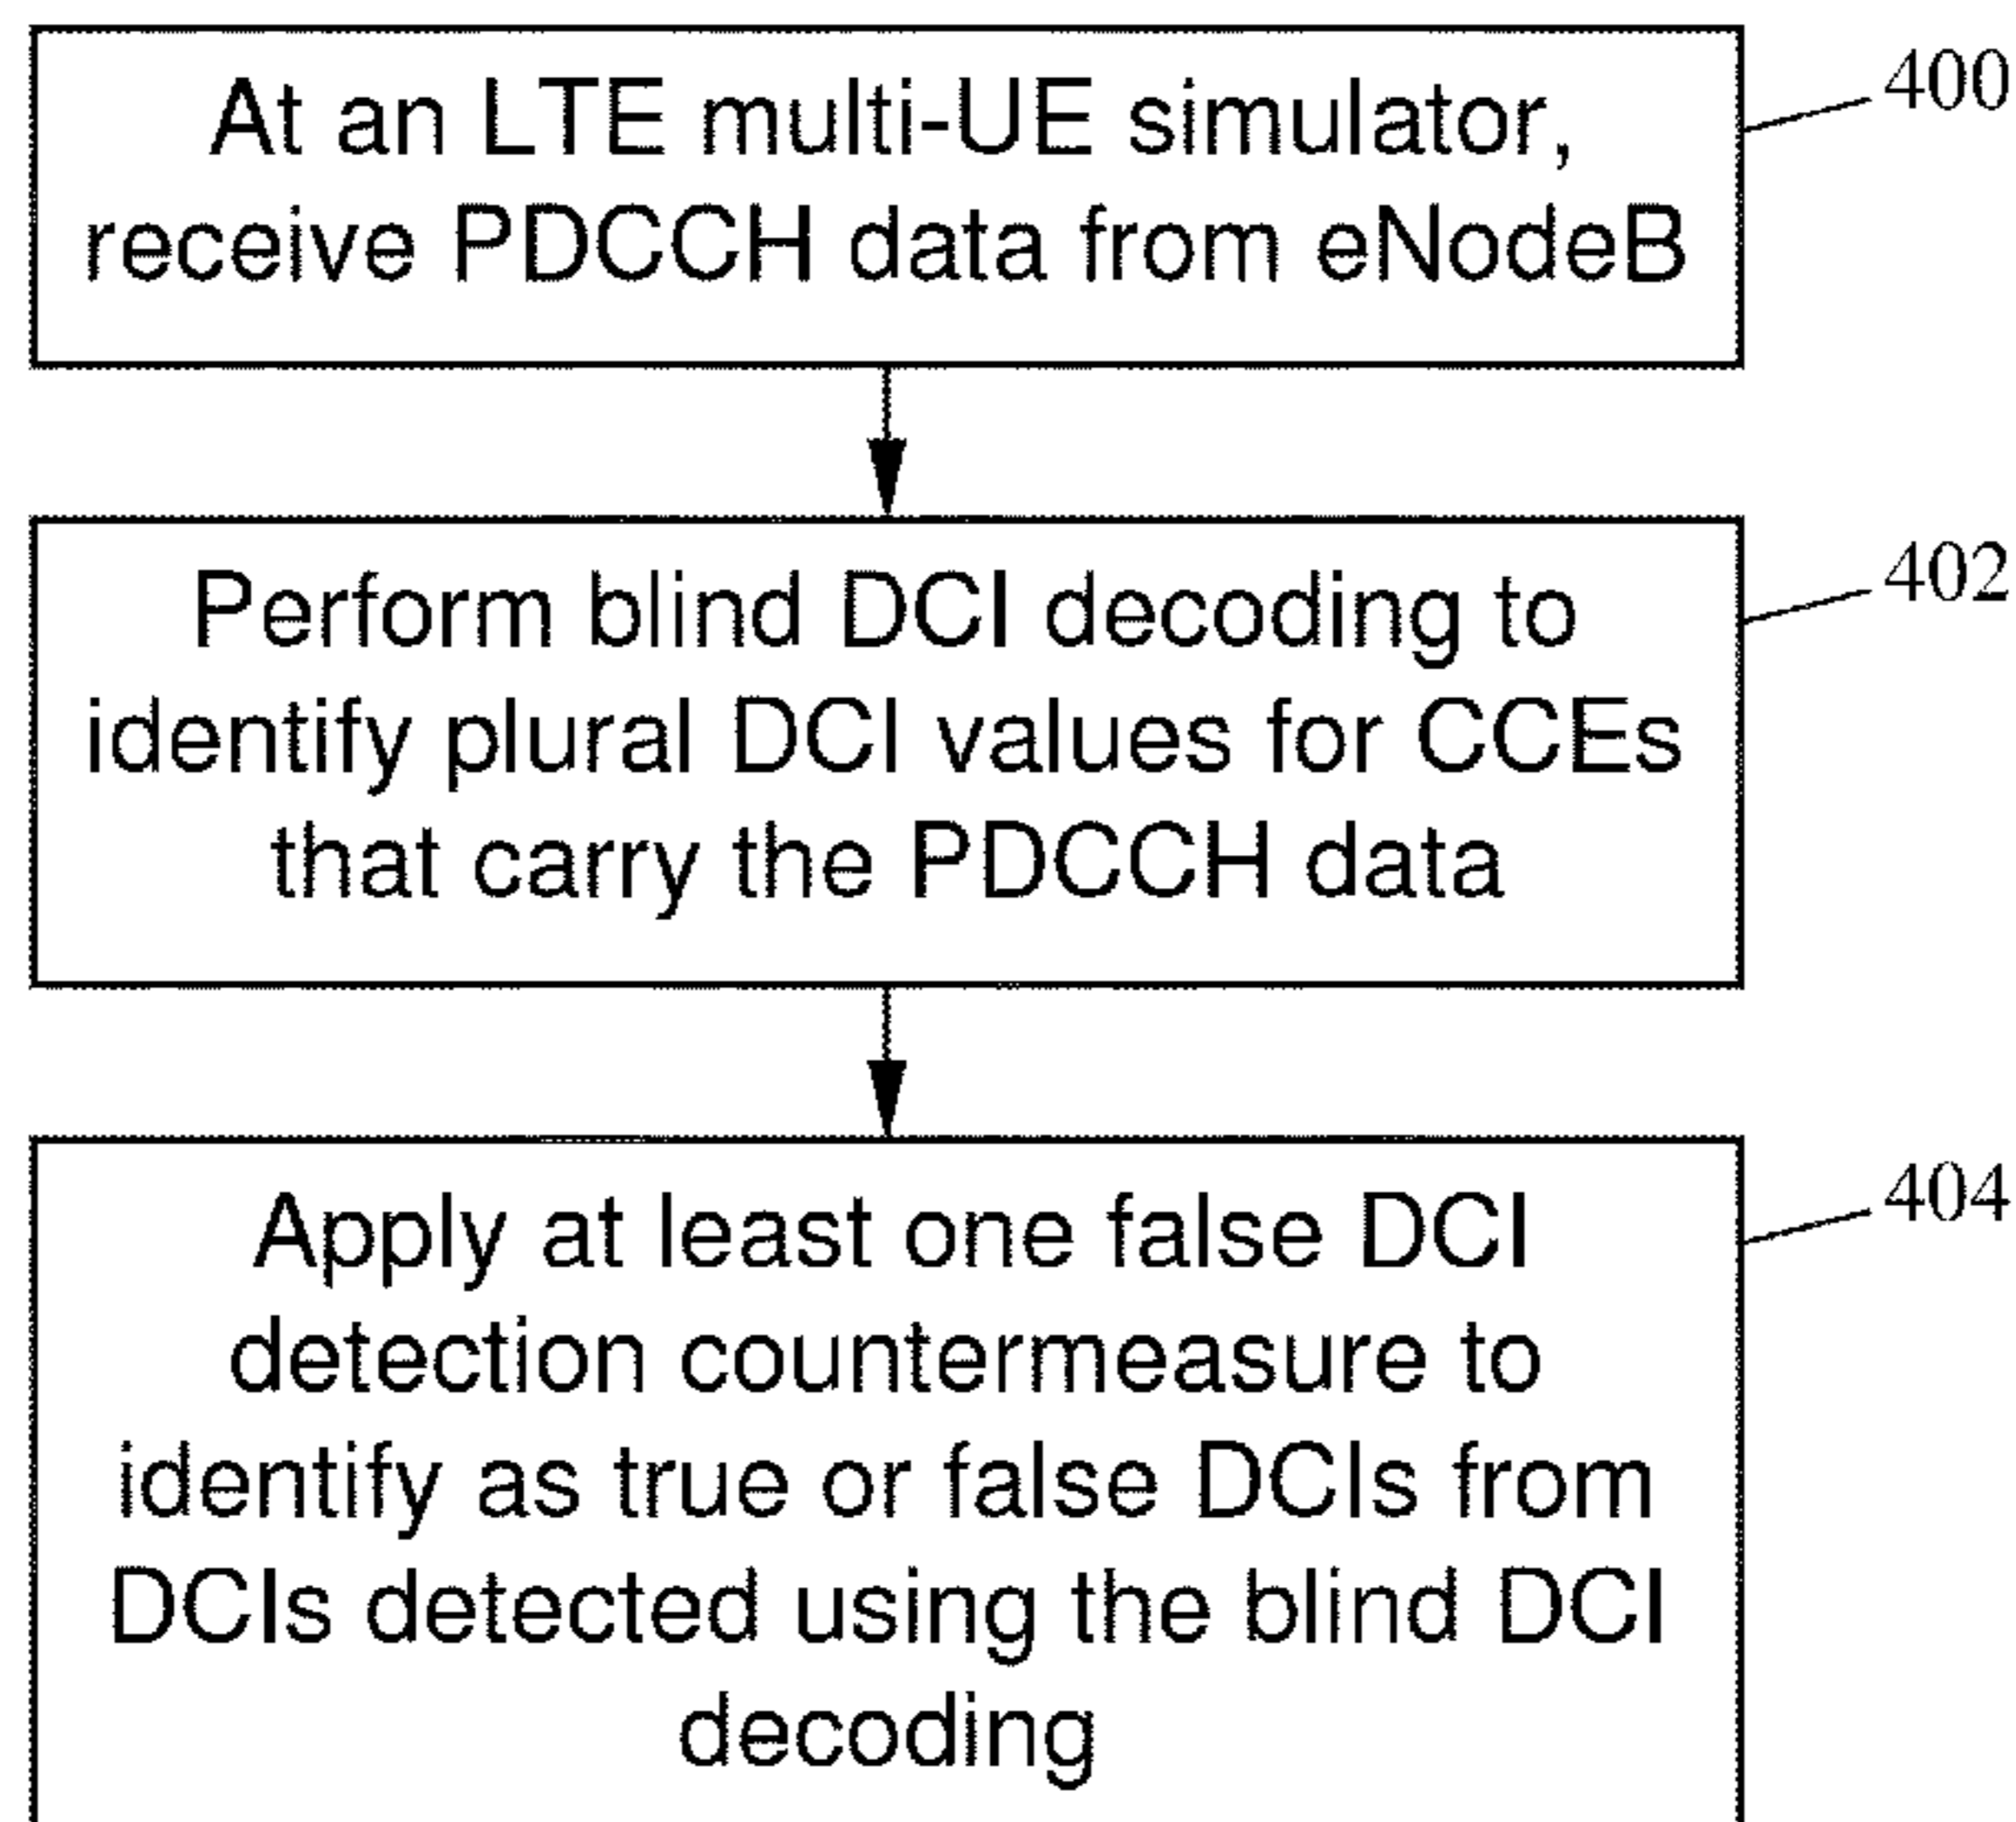 At an LTE multi-UE simulator,
receive PDCCH data from eNodeB
400
Perform blind DCI decoding to
identify plural DCI values for CCEs
that carry the PDCCH data
402
Apply at least one false DCI
detection countermeasure to
identify as true or false DCIs from
DCIs detected using the blind DCI
decoding
404